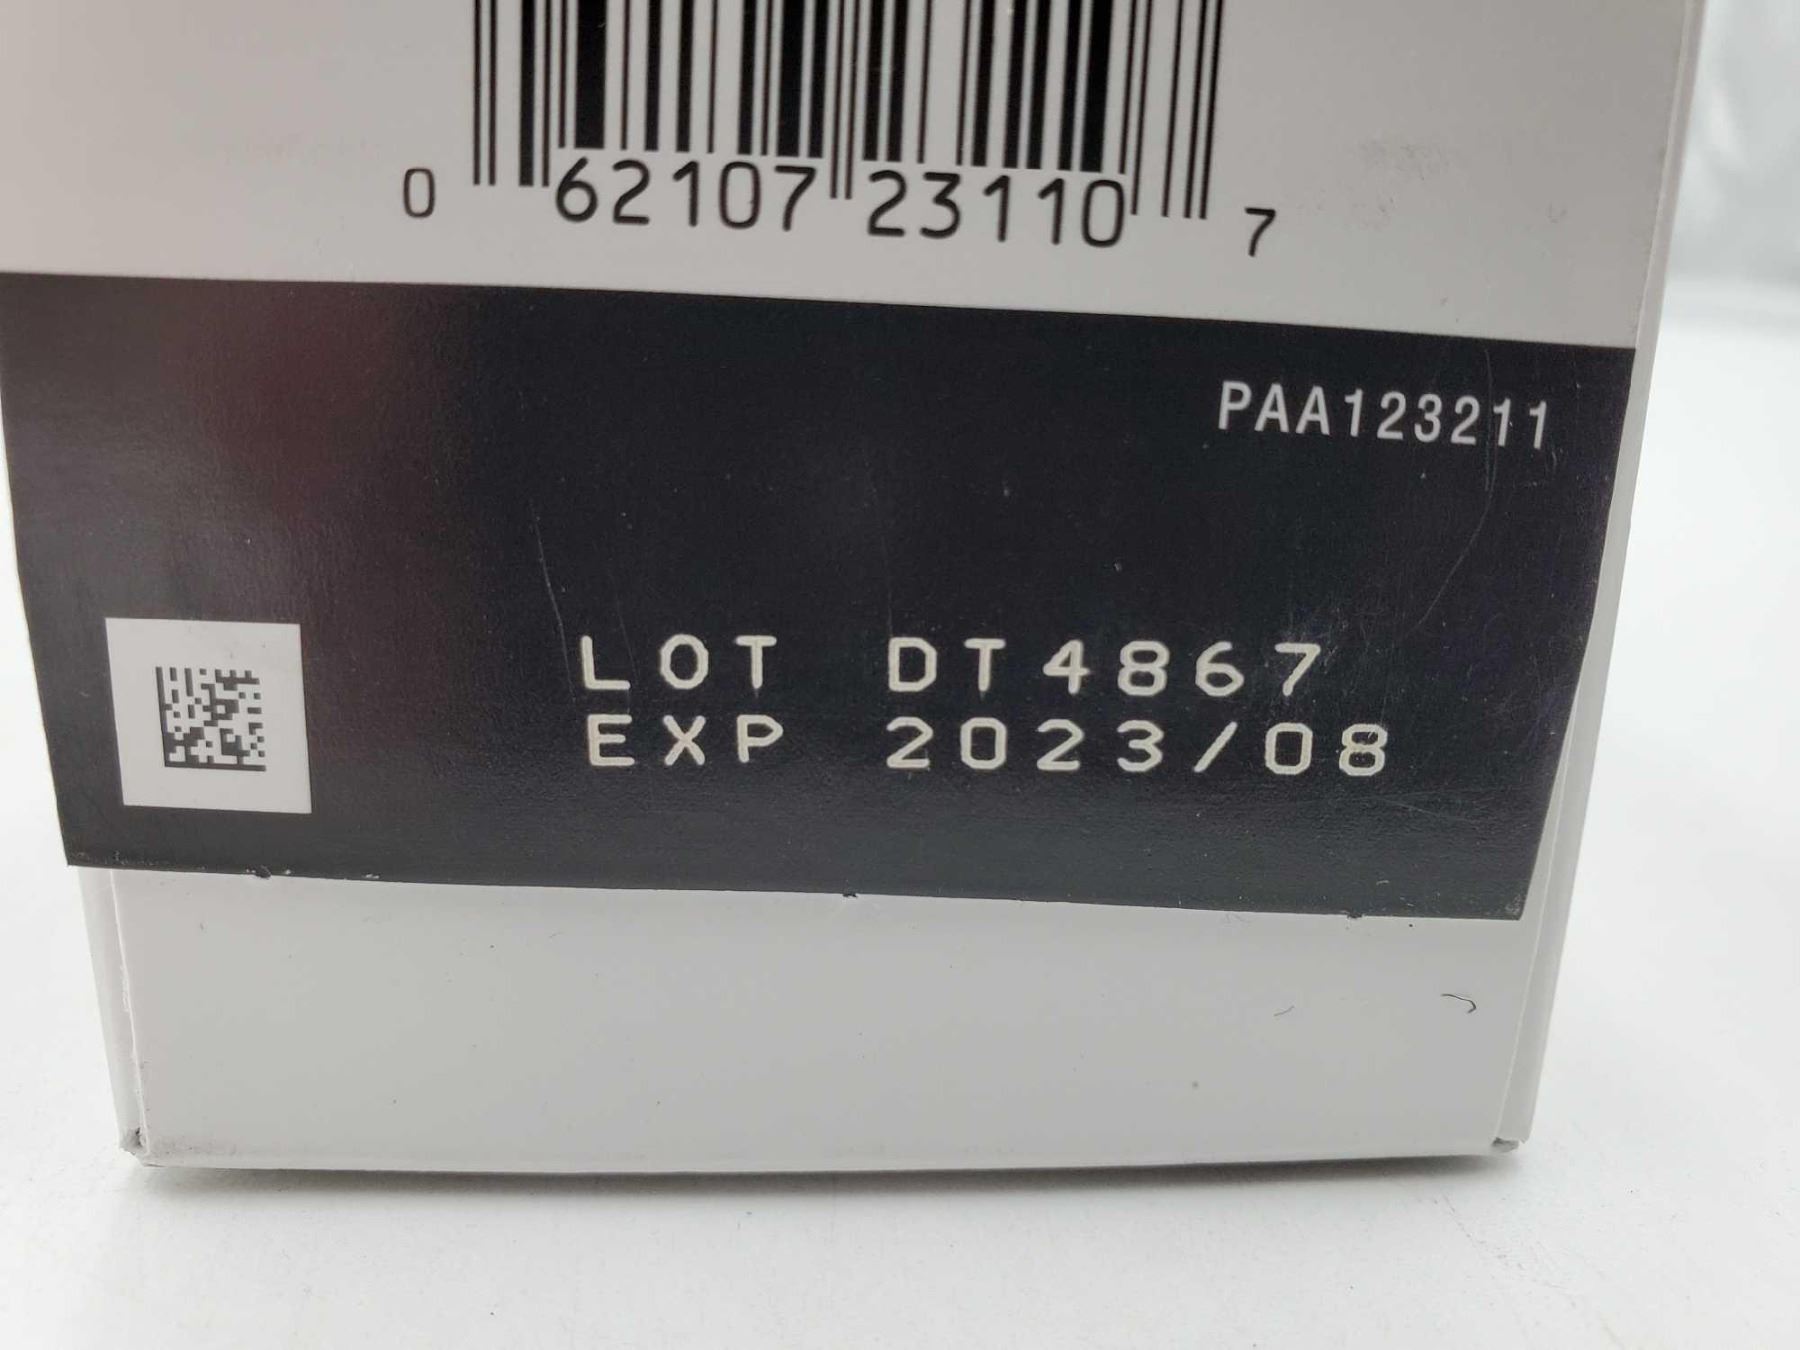 0 62107 23110 7
PAA123211
LOT DT4867
EXP 2023/08